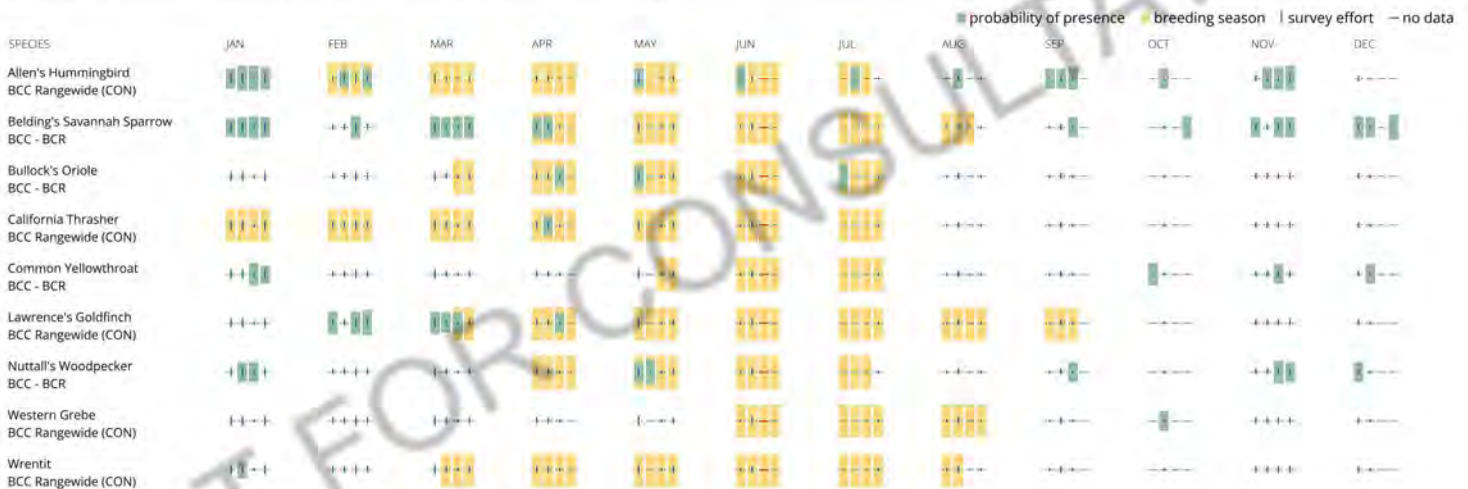 probability of presence breeding season survey effort no data
SPECIES JAN FEB MAR APR MAY JUN JUL AUG SEP OCT NOV DEC
Allen's Hummingbird
BCC Rangewide (CON)
Belding's Savannah Sparrow
BCC - BCR
Bullock's Oriole
BCC - BCR
California Thrasher
BCC Rangewide (CON)
Common Yellowthroat
BCC - BCR
Lawrence's Goldfinch
BCC Rangewide (CON)
Nuttall's Woodpecker
BCC - BCR
Western Grebe
BCC Rangewide (CON)
Wrentit
BCC Rangewide (CON)
T FOR CONSULTA